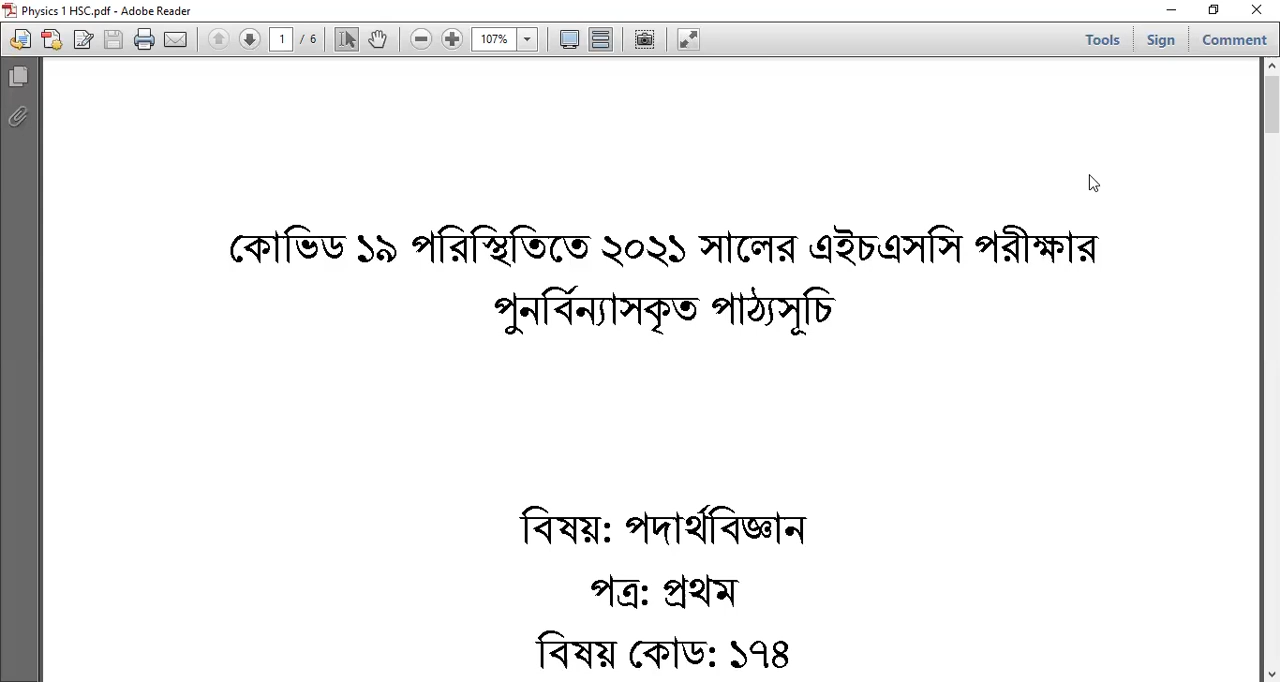 Physics 1 HSC.pdf - Adobe Reader
1 / 6 107% Tools Sign Comment
কোভিড ১৯ পরিস্থিতিতে ২০২১ সালের এইচএসসি পরীক্ষার
পুনর্বিন্যাসকৃত পাঠ্যসূচি
বিষয়: পদার্থবিজ্ঞান
পত্র: প্রথম
বিষয় কোড: ১৭৪